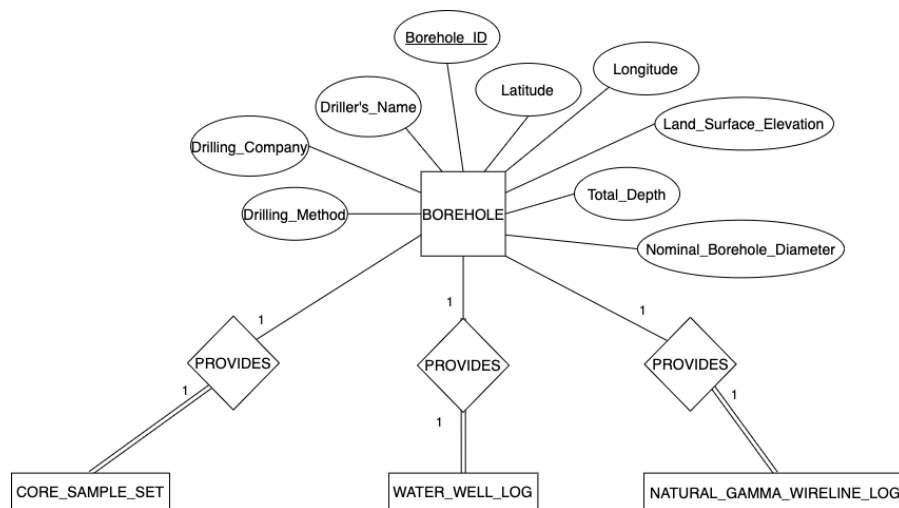 Borehole_ID
Longitude
Latitude
Driller's_Name
Land_Surface_Elevation
Drilling_Company
Total_Depth
Drilling_Method
BOREHOLE
Nominal_Borehole_Diameter
1
1
1
PROVIDES
PROVIDES
PROVIDES
1
1
1
CORE_SAMPLE_SET
WATER_WELL_LOG
NATURAL_GAMMA_WIRELINE_LOG